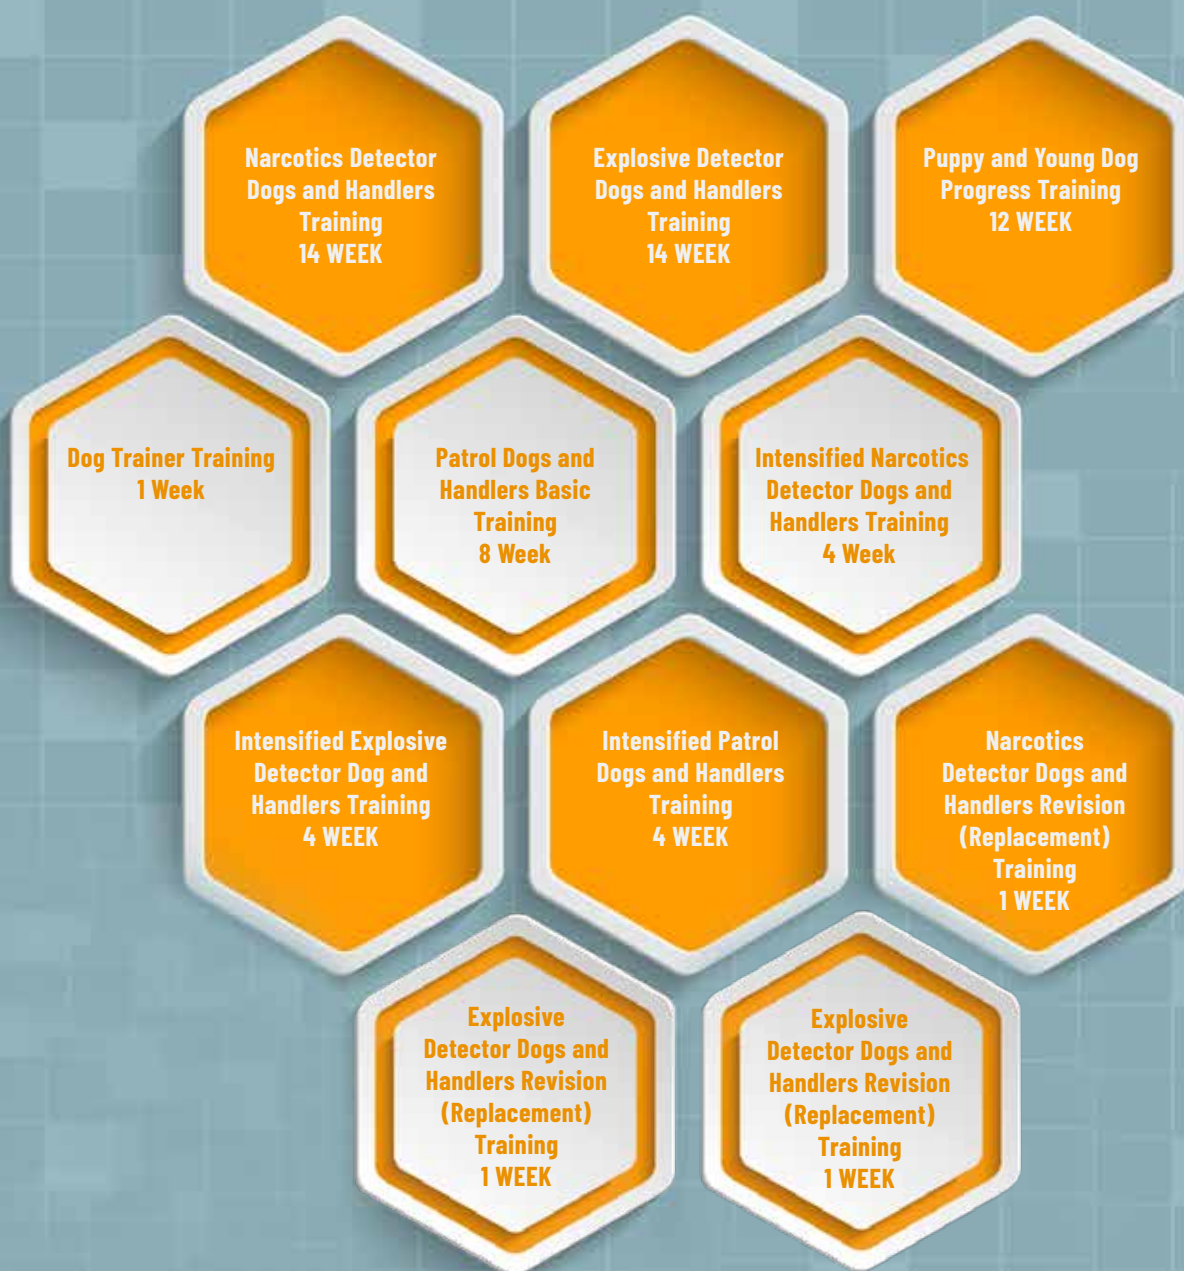 Narcotics Detector
Dogs and Handlers
Training
14 WEEK
Explosive Detector
Dogs and Handlers
Training
14 WEEK
Puppy and Young Dog
Progress Training
12 WEEK
Dog Trainer Training
1 Week
Patrol Dogs and
Handlers Basic
Training
8 Week
Intensified Narcotics
Detector Dogs and
Handlers Training
4 Week
Intensified Explosive
Detector Dog and
Handlers Training
4 WEEK
Intensified Patrol
Dogs and Handlers
Training
4 WEEK
Narcotics
Detector Dogs and
Handlers Revision
(Replacement)
Training
1 WEEK
Explosive
Detector Dogs and
Handlers Revision
(Replacement)
Training
1 WEEK
Explosive
Detector Dogs and
Handlers Revision
(Replacement)
Training
1 WEEK